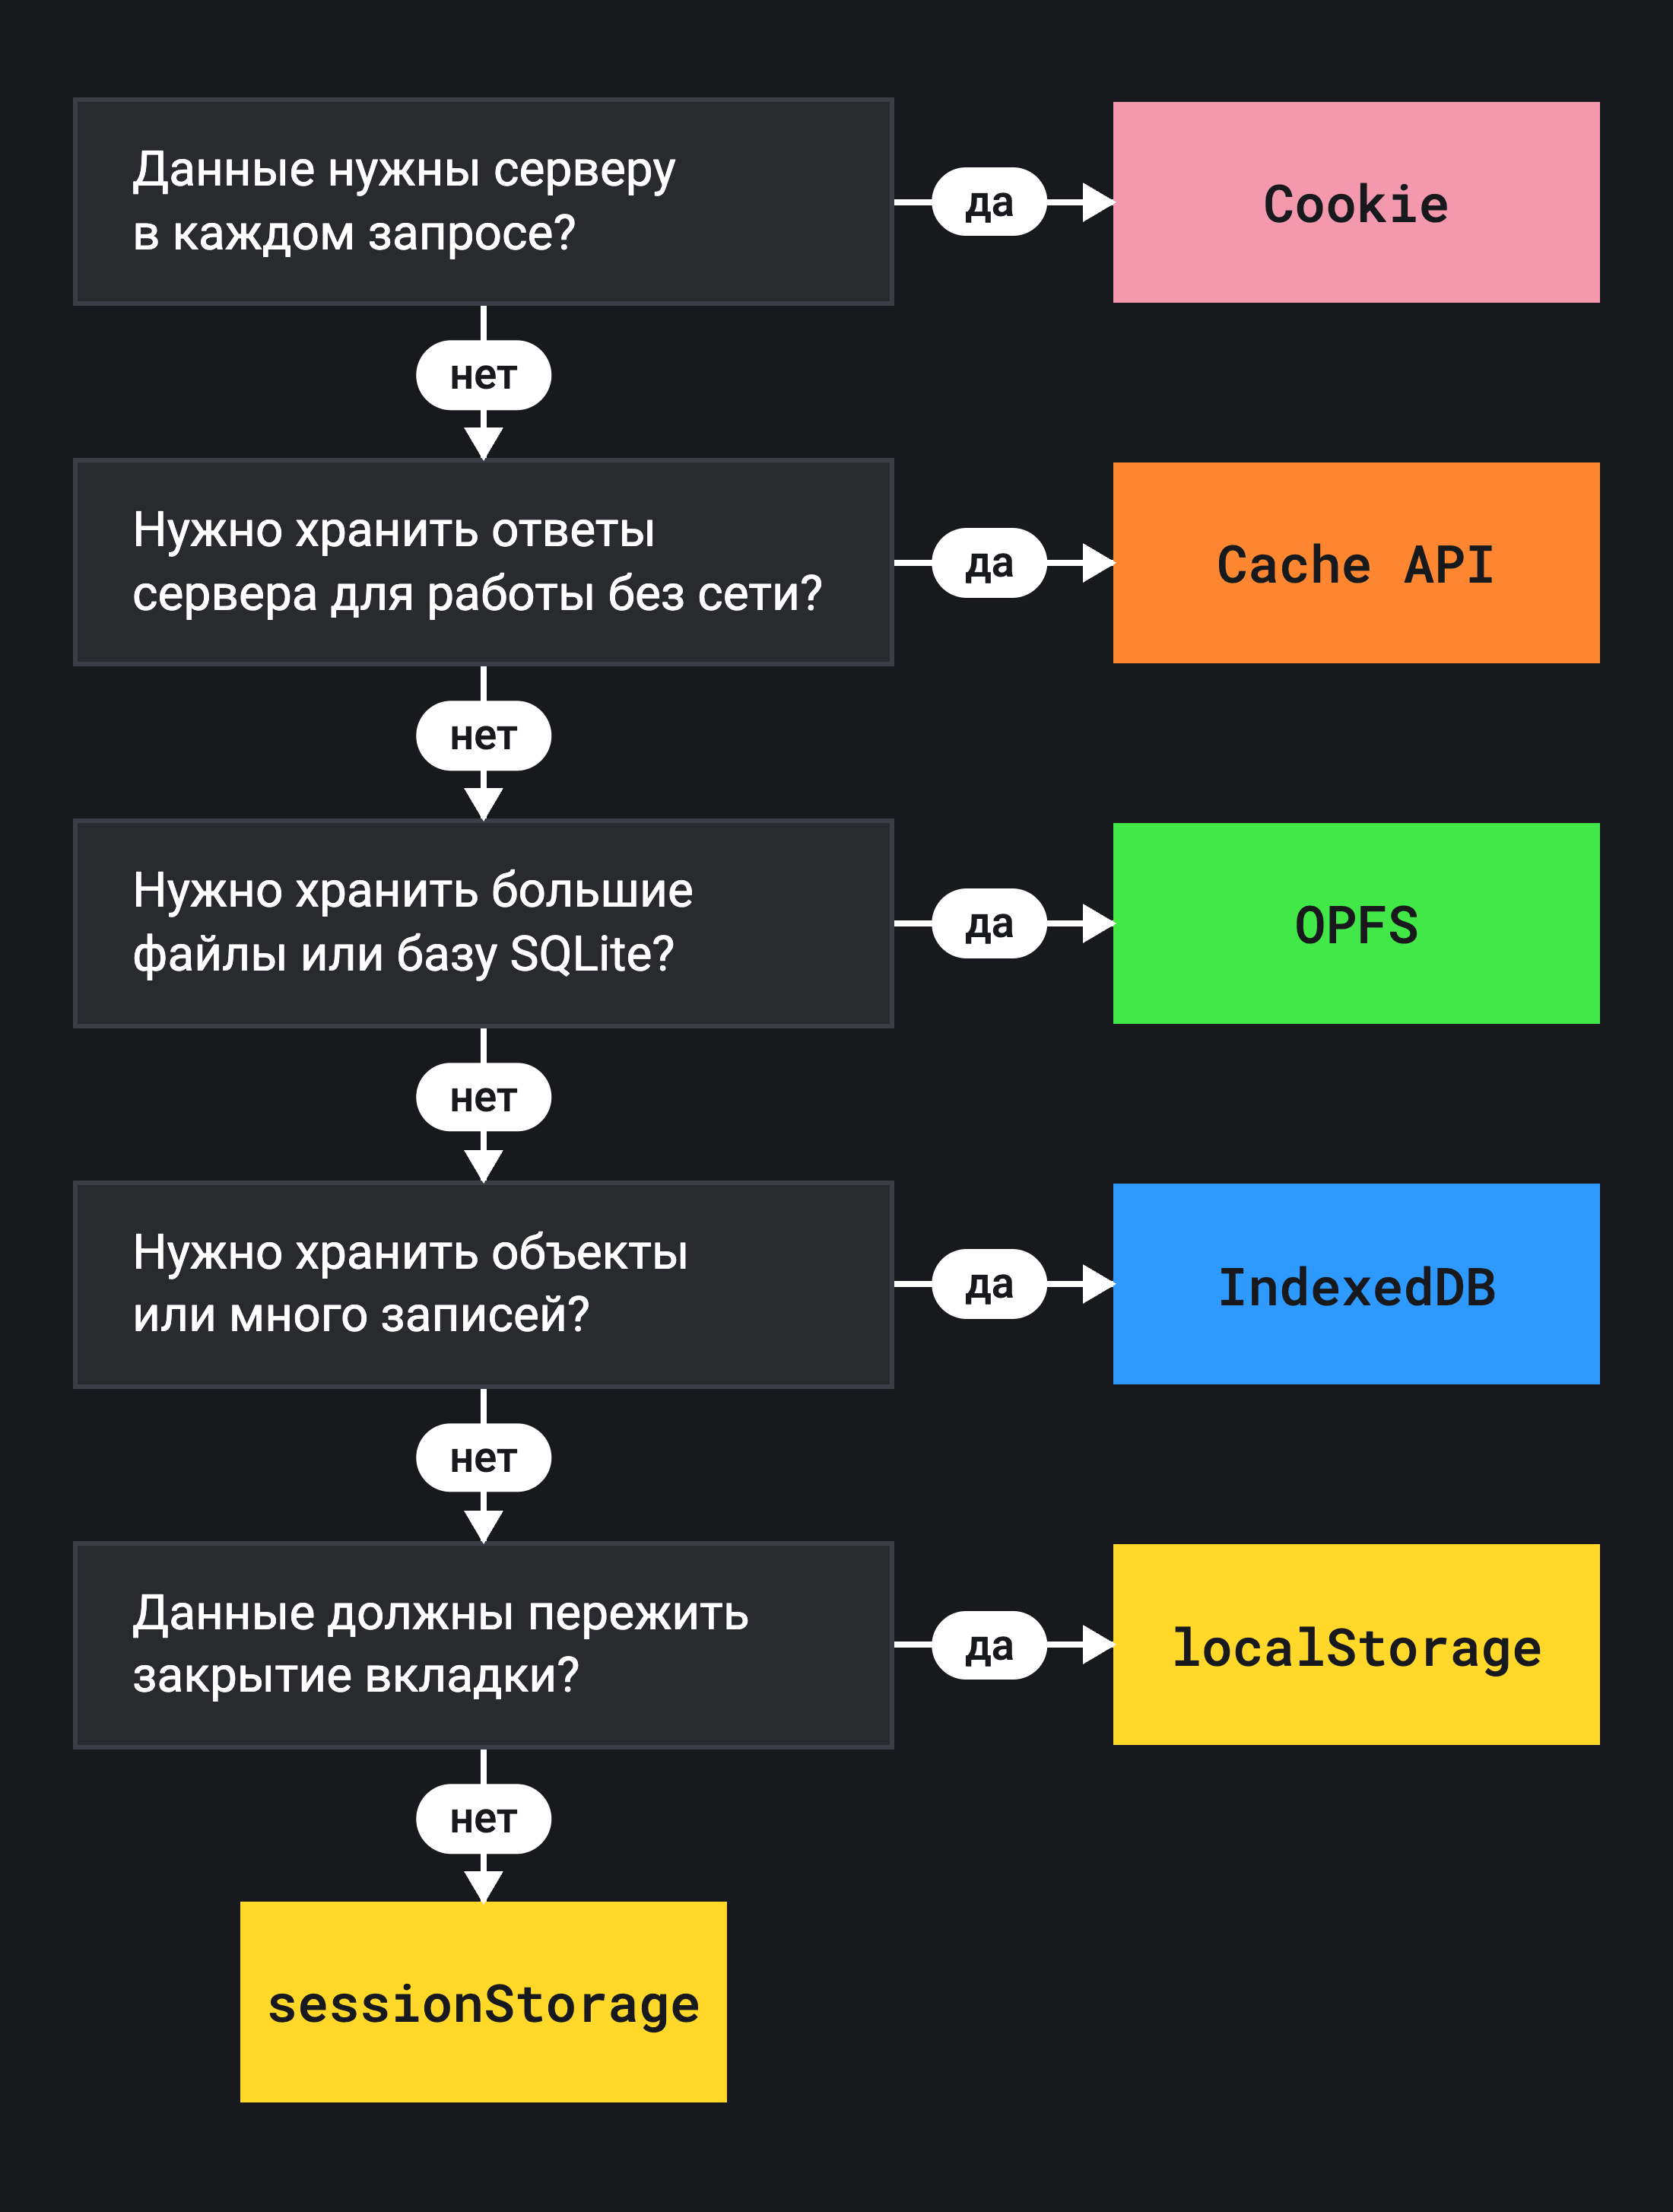 Данные нужны серверу
в каждом запросе?
да
Cookie
нет
Нужно хранить ответы
сервера для работы без сети?
да
Cache API
нет
Нужно хранить большие
файлы или базу SQLite?
да
OPFS
нет
Нужно хранить объекты
или много записей?
да
IndexedDB
нет
Данные должны пережить
закрытие вкладки?
да
localStorage
нет
sessionStorage